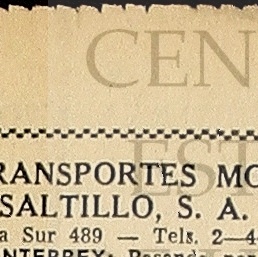 CEN
RANSPORTES MO
EST
SALTILLO, S. A.
a Sur 489 — Tels. 2—4